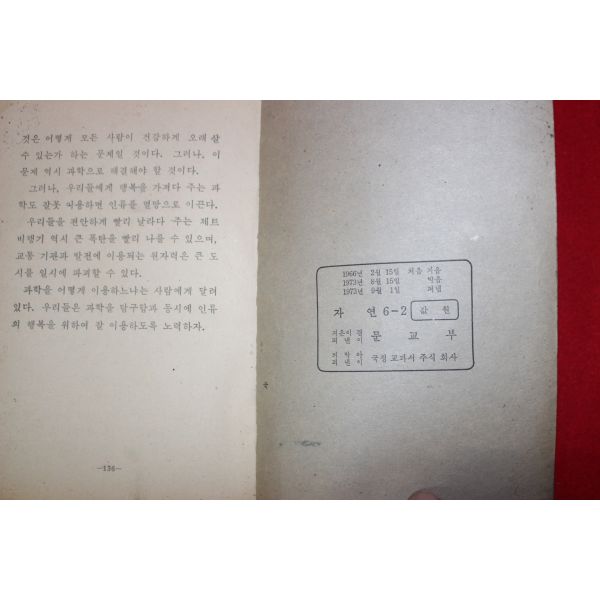 것은 어떻게 모든 사람이 건강하게 오래 살
수 있는가 하는 문제일 것이다. 그러나, 이
문제 역시 과학으로 해결해야 할 것이다.
그러나, 우리들에게 행복을 가져다 주는 과
학도 잘못 이용하면 인류를 멸망으로 이끈다.
우리들을 편안하게 빨리 날라다 주는 제트
비행기 역시 큰 폭탄을 빨리 나를 수 있으며,
교통 기관과 발전에 이용되는 원자력은 큰 도
시를 일시에 파괴할 수 있다.
과학을 어떻게 이용하느냐는 사람에게 달려
있다. 우리들은 과학을 탐구함과 동시에 인류
의 행복을 위하여 잘 이용하도록 노력하자.
—136—
1966년 2월 15일 처음 지음
1973년 8월 15일 박음
1973년 9월 1일 펴냄
자 연 6-2 값 원
지은이 겸
펴낸이 문교부
박아
펴낸이 국정 교과서 주식 회사